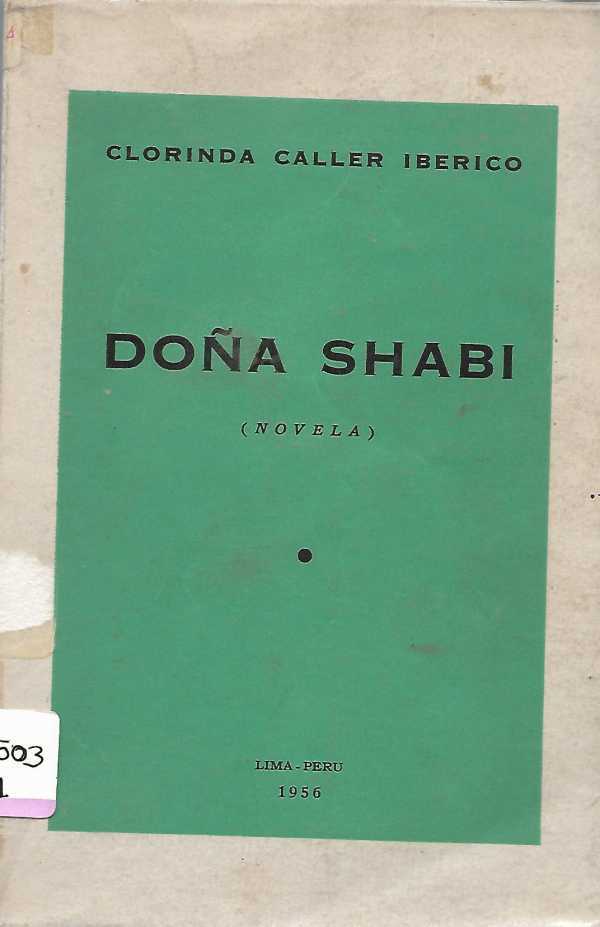 CLORINDA CALLER IBERICO
DOÑA SHABI
(NOVELA)
LIMA - PERU
1956
503
1